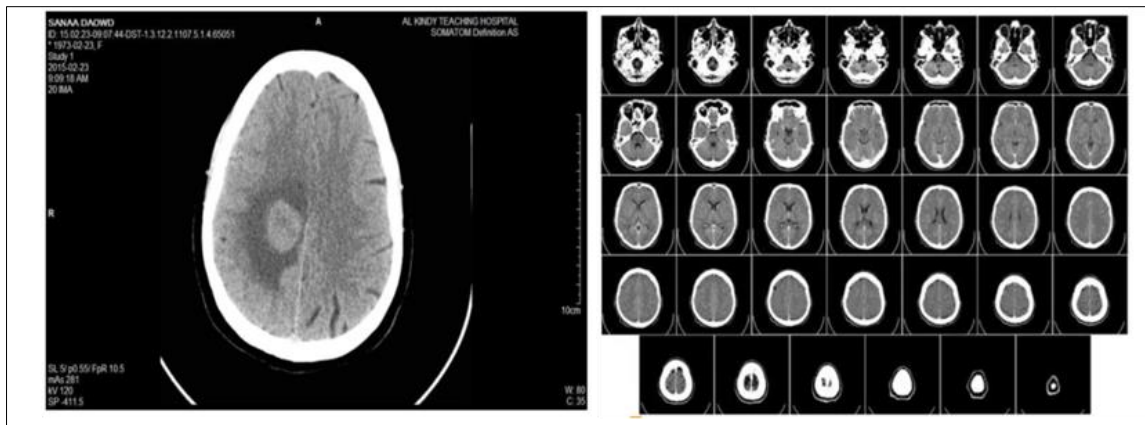 SANAA DAOWD
ID: 15.02.23-09:07:44-DST-1.3.12.2.1107.5.1.4.65051
* 1973-02-23, F
Study 1
2015-02-23
9:09:18 AM
20 IMA
A
AL KINDY TEACHING HOSPITAL
SOMATOM Definition AS
R
10cm
SL 5/ p0.55/ FpR 10.5
mAs 281
kV 120
SP -411.5
W: 80
C: 35